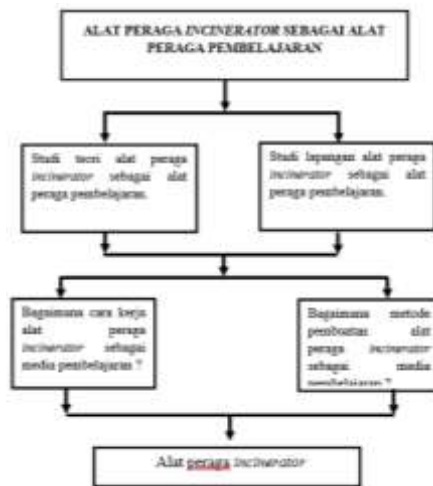 ALAT PERAGA INCINERATOR SEBAGAI ALAT
PERAGA PEMBELAJARAN
Studi teori alat peraga
incinerator sebagai alat
peraga pembelajaran.
Studi lapangan alat peraga
incinerator sebagai alat
peraga pembelajaran.
Bagaimana cara kerja
alat peraga
incinerator sebagai
media pembelajaran ?
Bagaimana metode
pembuatan alat
peraga incinerator
sebagai media
pembelajaran ?
Alat peraga incinerator